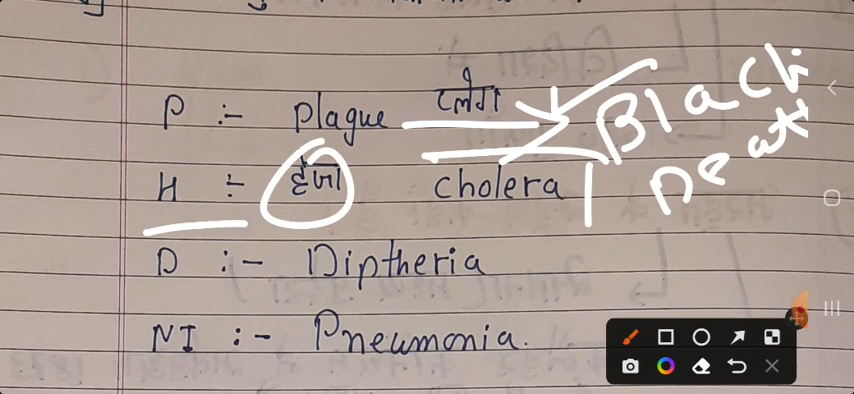 P :- Plague प्लेग
Black
Death
H :- हैजा cholera
D :- Diptheria
NI :- Pneumonia.